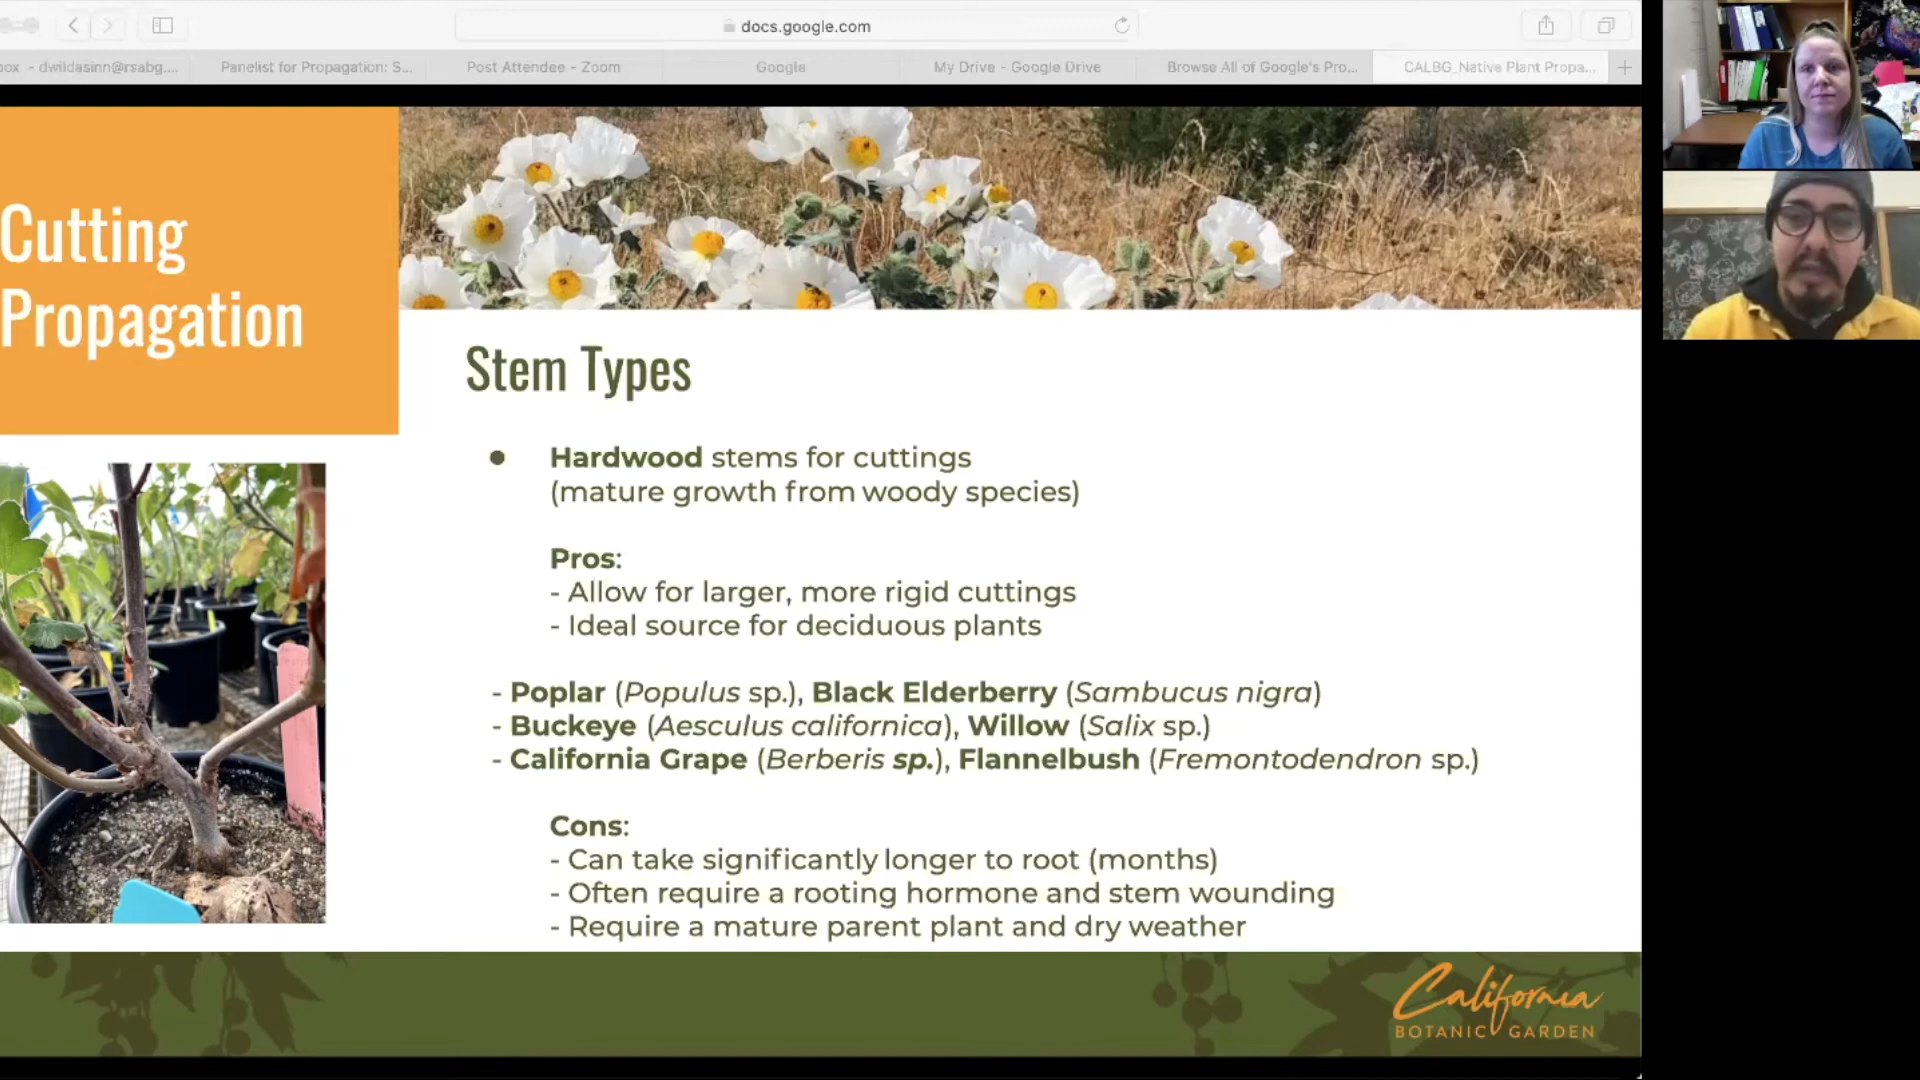 docs.google.com
box - dwildasinn@rsabg....
Panelist for Propagation: S...
Post Attendee - Zoom
Google
My Drive - Google Drive
Browse All of Google's Pro...
CALBG_Native Plant Propa...
Cutting
Propagation
Stem Types
● Hardwood stems for cuttings
(mature growth from woody species)
Pros:
- Allow for larger, more rigid cuttings
- Ideal source for deciduous plants
- Poplar (Populus sp.), Black Elderberry (Sambucus nigra)
- Buckeye (Aesculus californica), Willow (Salix sp.)
- California Grape (Berberis sp.), Flannelbush (Fremontodendron sp.)
Cons:
- Can take significantly longer to root (months)
- Often require a rooting hormone and stem wounding
- Require a mature parent plant and dry weather
California
BOTANIC GARDEN